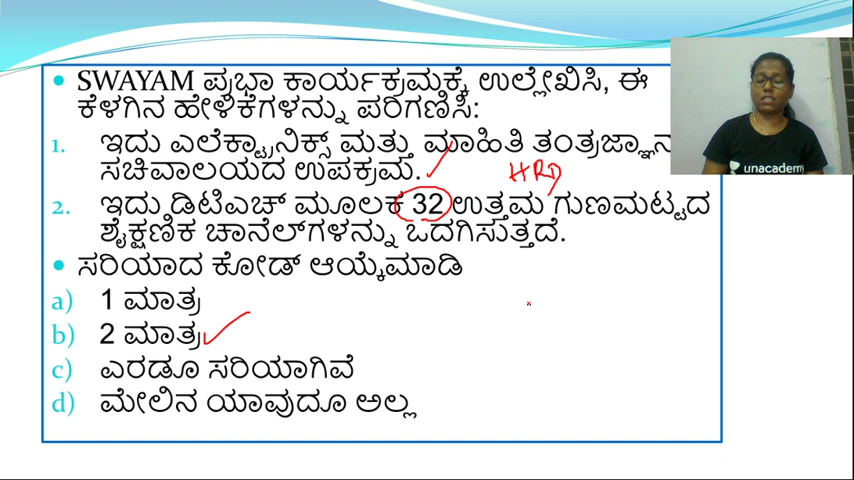 • SWAYAM ಪ್ರಭಾ ಕಾರ್ಯಕ್ರಮಕ್ಕೆ ಉಲ್ಲೇಖಿಸಿ, ಈ
ಕೆಳಗಿನ ಹೇಳಿಕೆಗಳನ್ನು ಪರಿಗಣಿಸಿ:
1. ಇದು ಎಲೆಕ್ಟ್ರಾನಿಕ್ಸ್ ಮತ್ತು ಮಾಹಿತಿ ತಂತ್ರಜ್ಞಾನ
ಸಚಿವಾಲಯದ ಉಪಕ್ರಮ.
HRD
2. ಇದು ಡಿಟಿಎಚ್ ಮೂಲಕ 32 ಉತ್ತಮ ಗುಣಮಟ್ಟದ
ಶೈಕ್ಷಣಿಕ ಚಾನೆಲ್‌ಗಳನ್ನು ಒದಗಿಸುತ್ತದೆ.
• ಸರಿಯಾದ ಕೋಡ್ ಆಯ್ಕೆಮಾಡಿ
a) 1 ಮಾತ್ರ
b) 2 ಮಾತ್ರ
c) ಎರಡೂ ಸರಿಯಾಗಿವೆ
d) ಮೇಲಿನ ಯಾವುದೂ ಅಲ್ಲ
unacademy